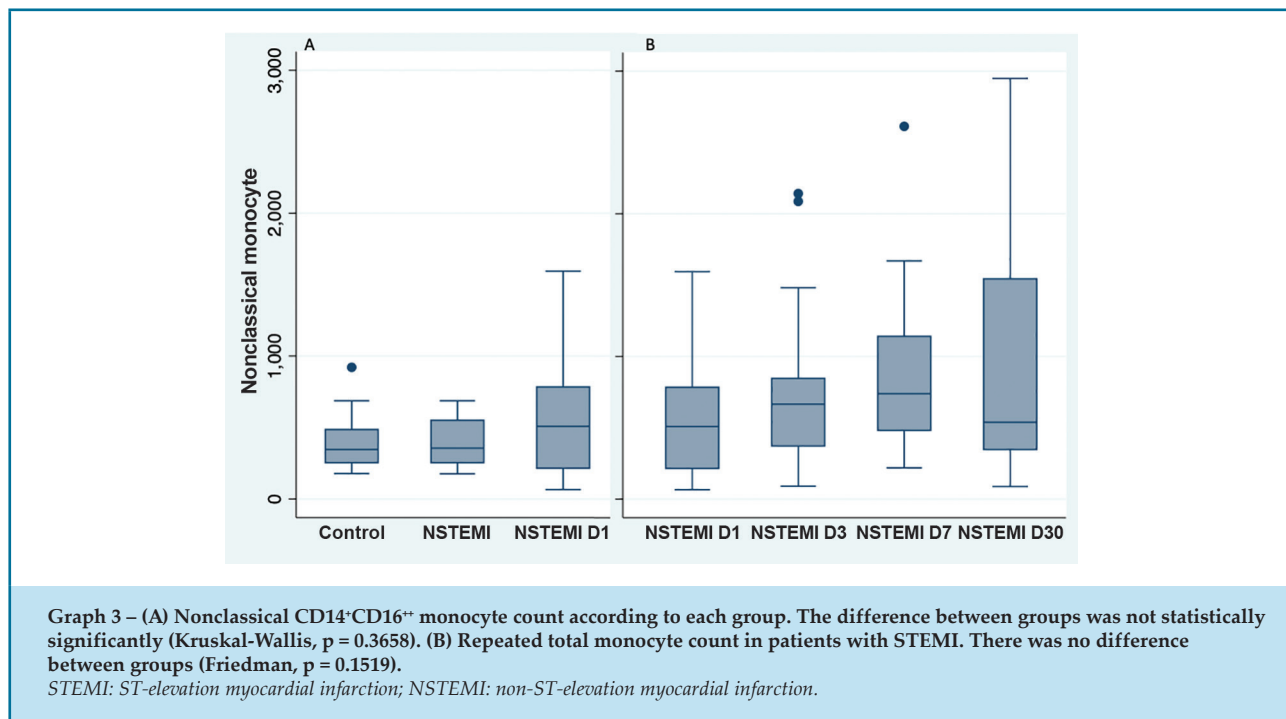 A
B
3,000
2,000
1,000
0
Nonclassical monocyte
Control NSTEMI NSTEMI D1 NSTEMI D1 NSTEMI D3 NSTEMI D7 NSTEMI D30
Graph 3 – (A) Nonclassical CD14⁺CD16⁺⁺ monocyte count according to each group. The difference between groups was not statistically
significantly (Kruskal-Wallis, p = 0.3658). (B) Repeated total monocyte count in patients with STEMI. There was no difference
between groups (Friedman, p = 0.1519).
STEMI: ST-elevation myocardial infarction; NSTEMI: non-ST-elevation myocardial infarction.